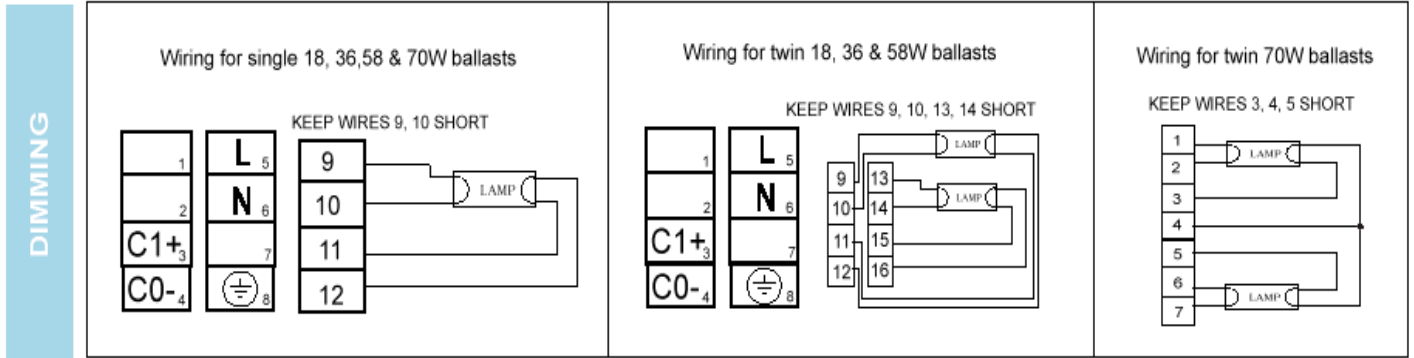 DIMMING
Wiring for single 18, 36,58 & 70W ballasts
KEEP WIRES 9, 10 SHORT
1
2
C1+3
C0-4
L 5
N 6
7
8
9
10
11
12
LAMP
Wiring for twin 18, 36 & 58W ballasts
KEEP WIRES 9, 10, 13, 14 SHORT
1
2
C1+3
C0-4
L 5
N 6
7
8
9
10
11
12
13
14
15
16
LAMP
LAMP
Wiring for twin 70W ballasts
KEEP WIRES 3, 4, 5 SHORT
1
2
3
4
5
6
7
LAMP
LAMP